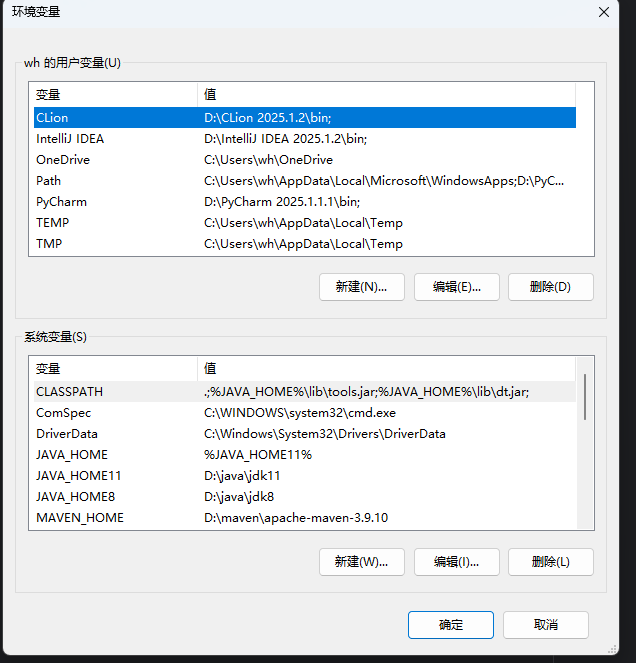 环境变量
wh 的用户变量(U)
变量 值
CLion D:\CLion 2025.1.2\bin;
IntelliJ IDEA D:\IntelliJ IDEA 2025.1.2\bin;
OneDrive C:\Users\wh\OneDrive
Path C:\Users\wh\AppData\Local\Microsoft\WindowsApps;D:\PyC...
PyCharm D:\PyCharm 2025.1.1.1\bin;
TEMP C:\Users\wh\AppData\Local\Temp
TMP C:\Users\wh\AppData\Local\Temp
新建(N)... 编辑(E)... 删除(D)
系统变量(S)
变量 值
CLASSPATH .;%JAVA_HOME%\lib\tools.jar;%JAVA_HOME%\lib\dt.jar;
ComSpec C:\WINDOWS\system32\cmd.exe
DriverData C:\Windows\System32\Drivers\DriverData
JAVA_HOME %JAVA_HOME11%
JAVA_HOME11 D:\java\jdk11
JAVA_HOME8 D:\java\jdk8
MAVEN_HOME D:\maven\apache-maven-3.9.10
新建(W)... 编辑(I)... 删除(L)
确定 取消